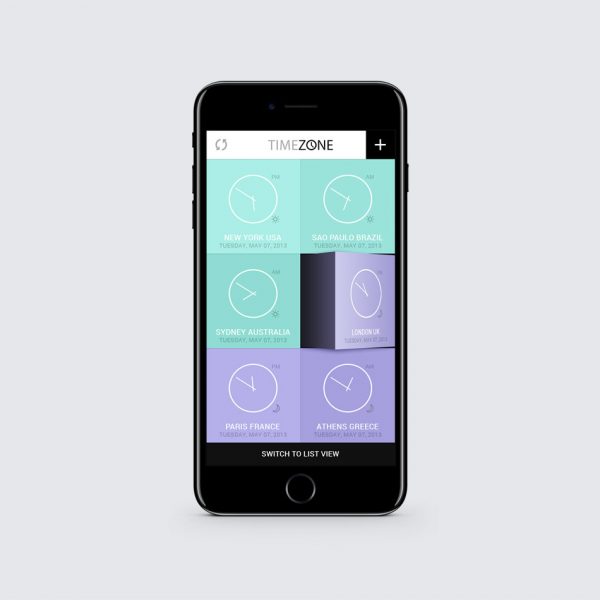 TIMEZONE
+
PM
NEW YORK USA
TUESDAY, MAY 07, 2013
AM
SAO PAULO BRAZIL
TUESDAY, MAY 07, 2013
AM
SYDNEY AUSTRALIA
TUESDAY, MAY 07, 2013
LONDON UK
TUESDAY, MAY 07, 2013
AM
PARIS FRANCE
TUESDAY, MAY 07, 2013
AM
ATHENS GREECE
TUESDAY, MAY 07, 2013
SWITCH TO LIST VIEW